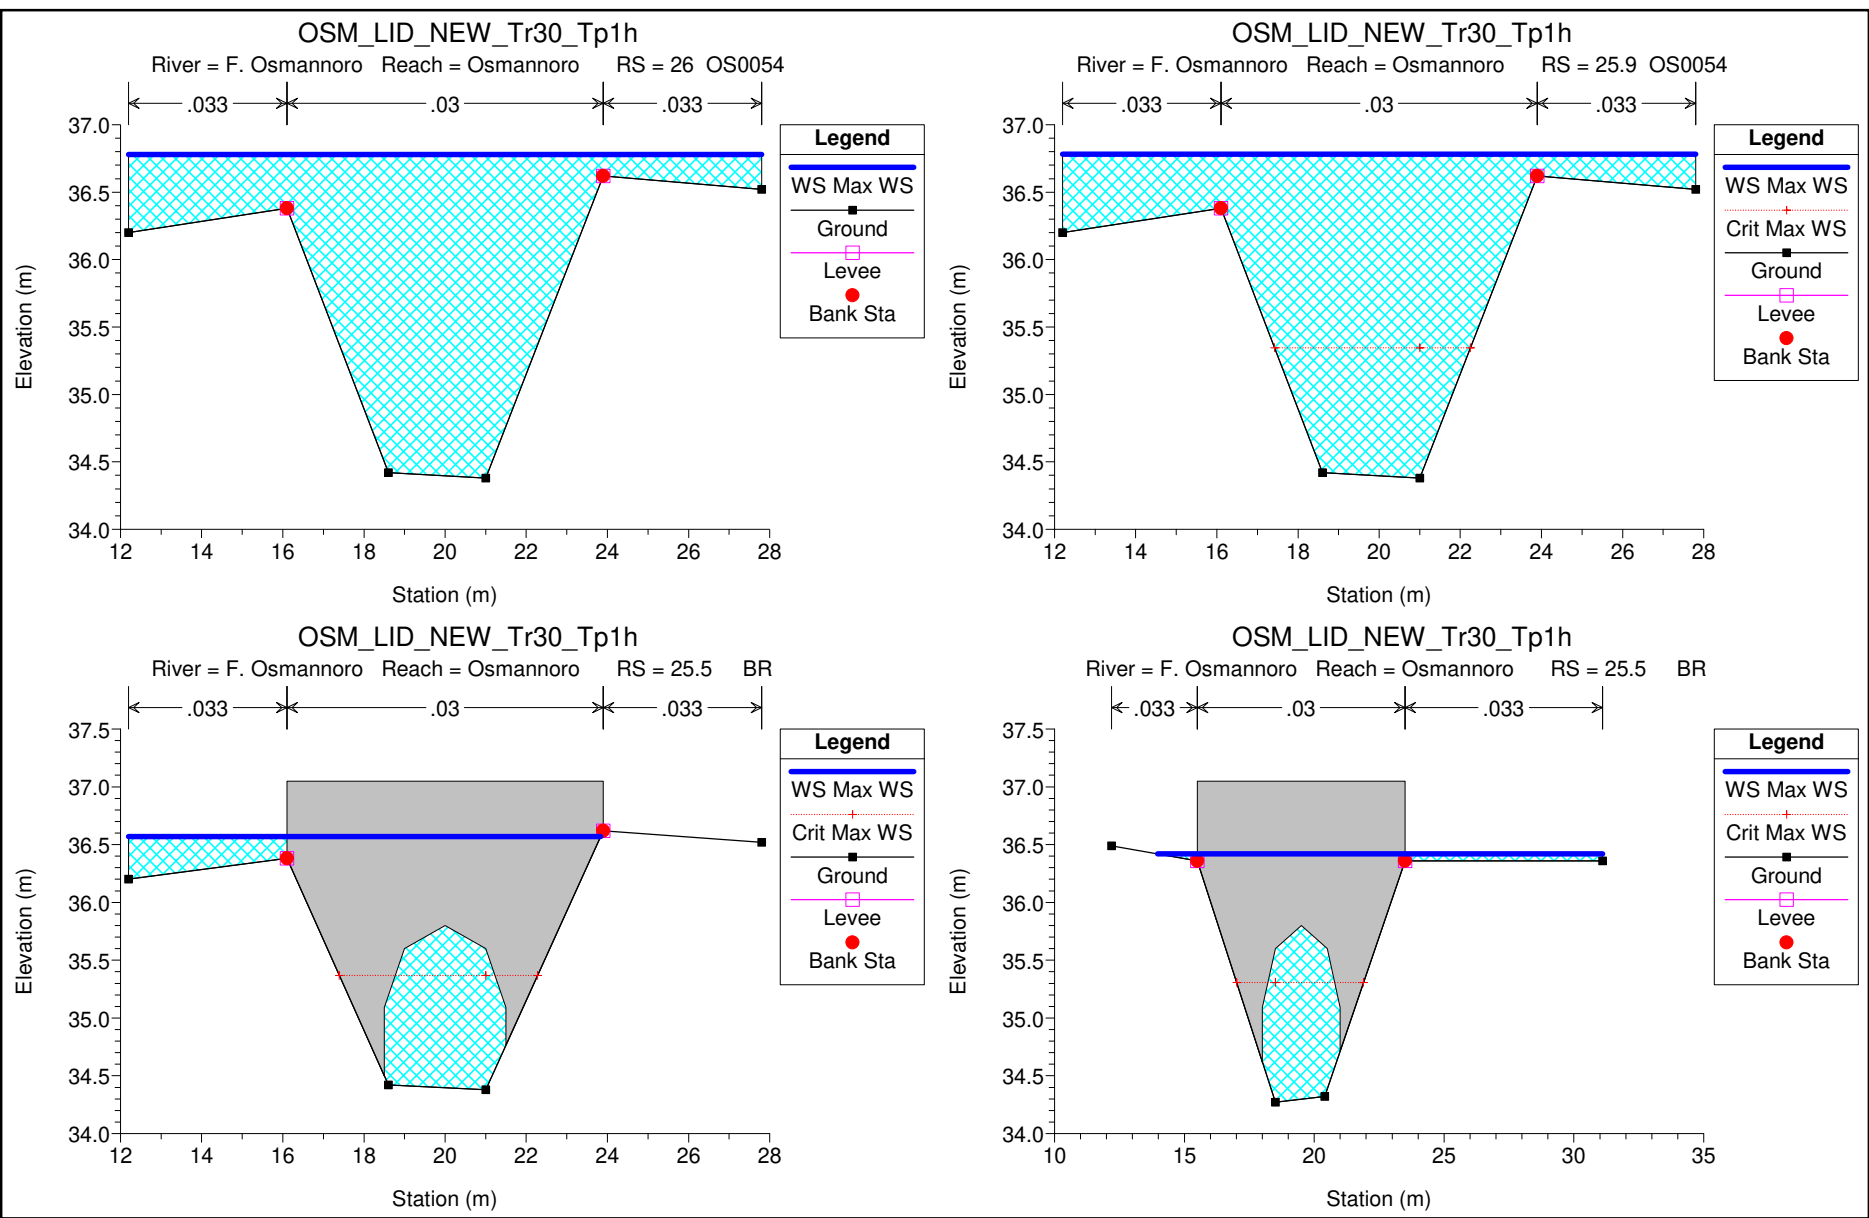 OSM_LID_NEW_Tr30_Tp1h
River = F. Osmannoro Reach = Osmannoro RS = 26 OS0054
.033 .03 .033
37.0
36.5
36.0
35.5
35.0
34.5
34.0
Elevation (m)
12 14 16 18 20 22 24 26 28
Station (m)
Legend
WS Max WS
Ground
Levee
Bank Sta
OSM_LID_NEW_Tr30_Tp1h
River = F. Osmannoro Reach = Osmannoro RS = 25.9 OS0054
.033 .03 .033
37.0
36.5
36.0
35.5
35.0
34.5
34.0
Elevation (m)
12 14 16 18 20 22 24 26 28
Station (m)
Legend
WS Max WS
Crit Max WS
Ground
Levee
Bank Sta
OSM_LID_NEW_Tr30_Tp1h
River = F. Osmannoro Reach = Osmannoro RS = 25.5 BR
.033 .03 .033
37.5
37.0
36.5
36.0
35.5
35.0
34.5
34.0
Elevation (m)
12 14 16 18 20 22 24 26 28
Station (m)
Legend
WS Max WS
Crit Max WS
Ground
Levee
Bank Sta
OSM_LID_NEW_Tr30_Tp1h
River = F. Osmannoro Reach = Osmannoro RS = 25.5 BR
.033 .03 .033
37.5
37.0
36.5
36.0
35.5
35.0
34.5
34.0
Elevation (m)
10 15 20 25 30 35
Station (m)
Legend
WS Max WS
Crit Max WS
Ground
Levee
Bank Sta